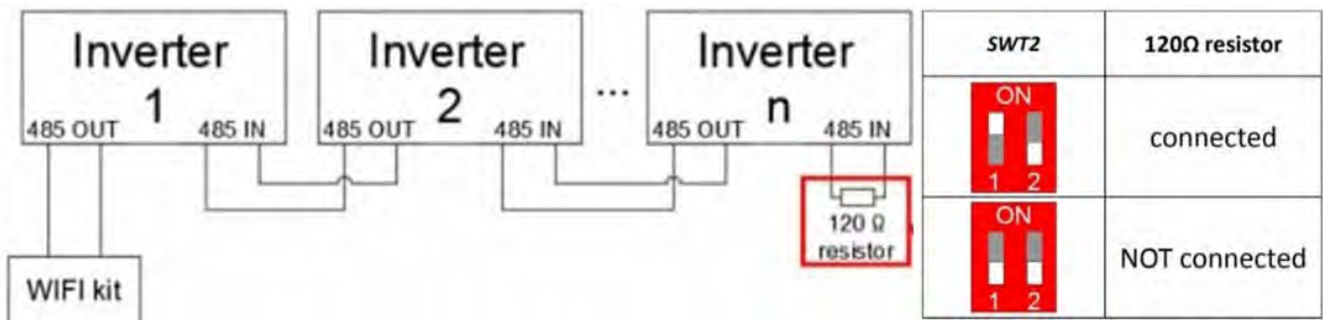 Inverter
1
485 OUT
485 IN
Inverter
2
485 OUT
485 IN
...
Inverter
n
485 OUT
485 IN
120 Ω
resistor
WIFI kit
SWT2
120Ω resistor
ON
1 2
connected
ON
1 2
NOT connected